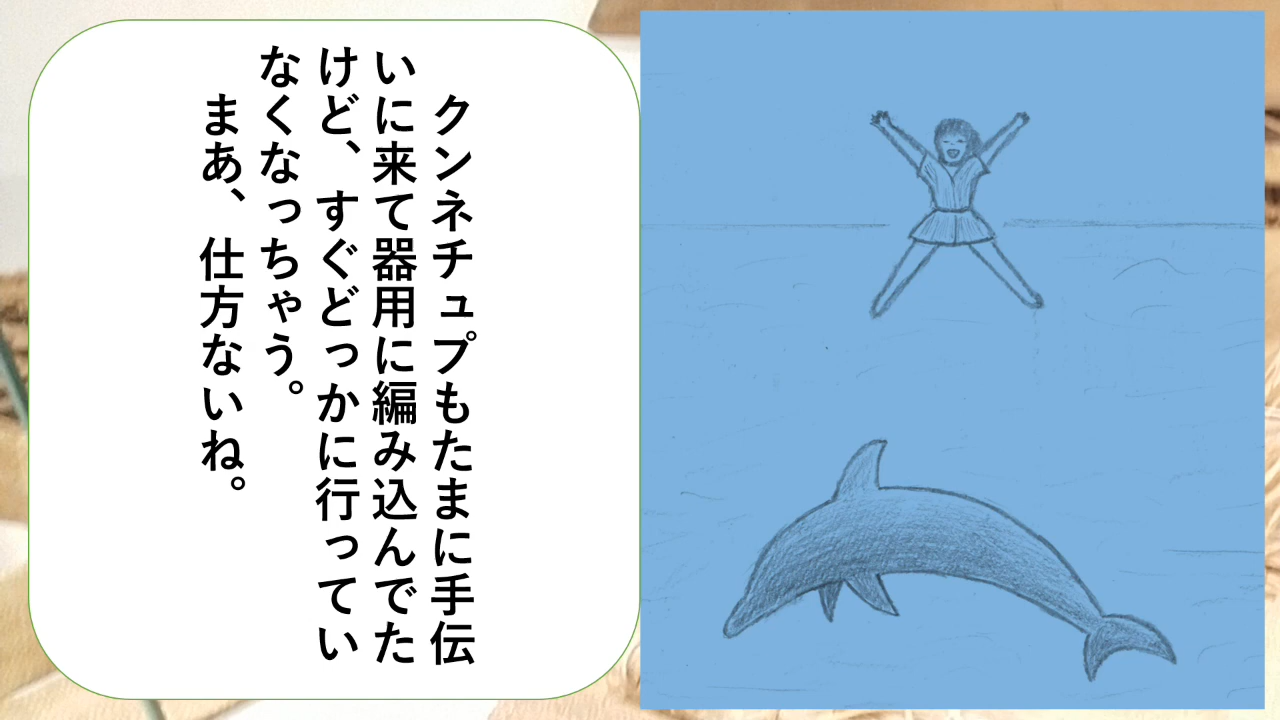 クンネチュプもたまに手伝
いに来て器用に編み込んでた
けど、すぐどっかに行ってい
なくなっちゃう。
まあ、仕方ないね。